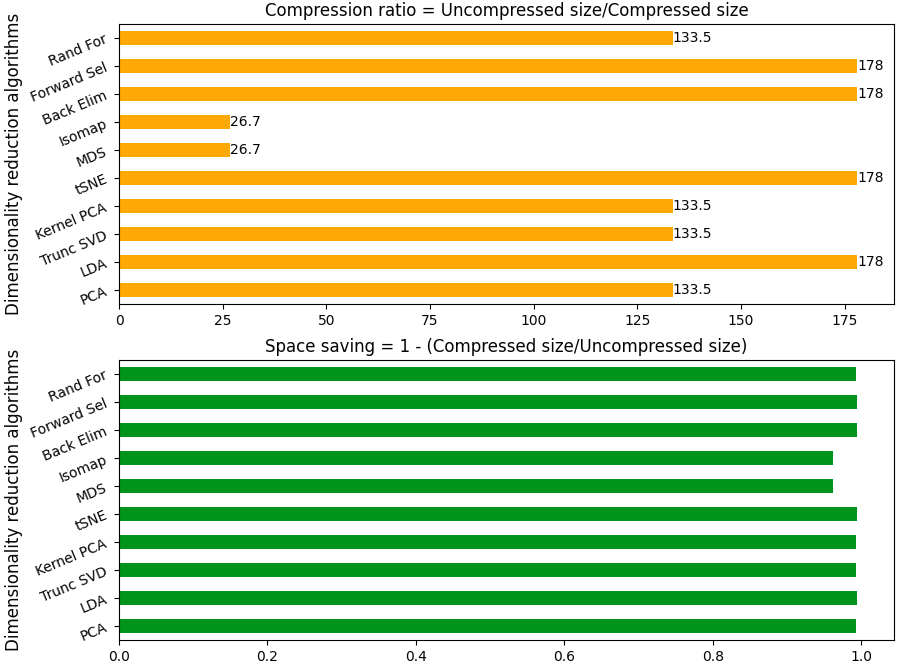 Compression ratio = Uncompressed size/Compressed size
Dimensionality reduction algorithms
Rand For 133.5
Forward Sel 178
Back Elim 178
Isomap 26.7
MDS 26.7
tSNE 178
Kernel PCA 133.5
Trunc SVD 133.5
LDA 178
PCA 133.5
0 25 50 75 100 125 150 175
Space saving = 1 - (Compressed size/Uncompressed size)
Dimensionality reduction algorithms
Rand For
Forward Sel
Back Elim
Isomap
MDS
tSNE
Kernel PCA
Trunc SVD
LDA
PCA
0.0 0.2 0.4 0.6 0.8 1.0